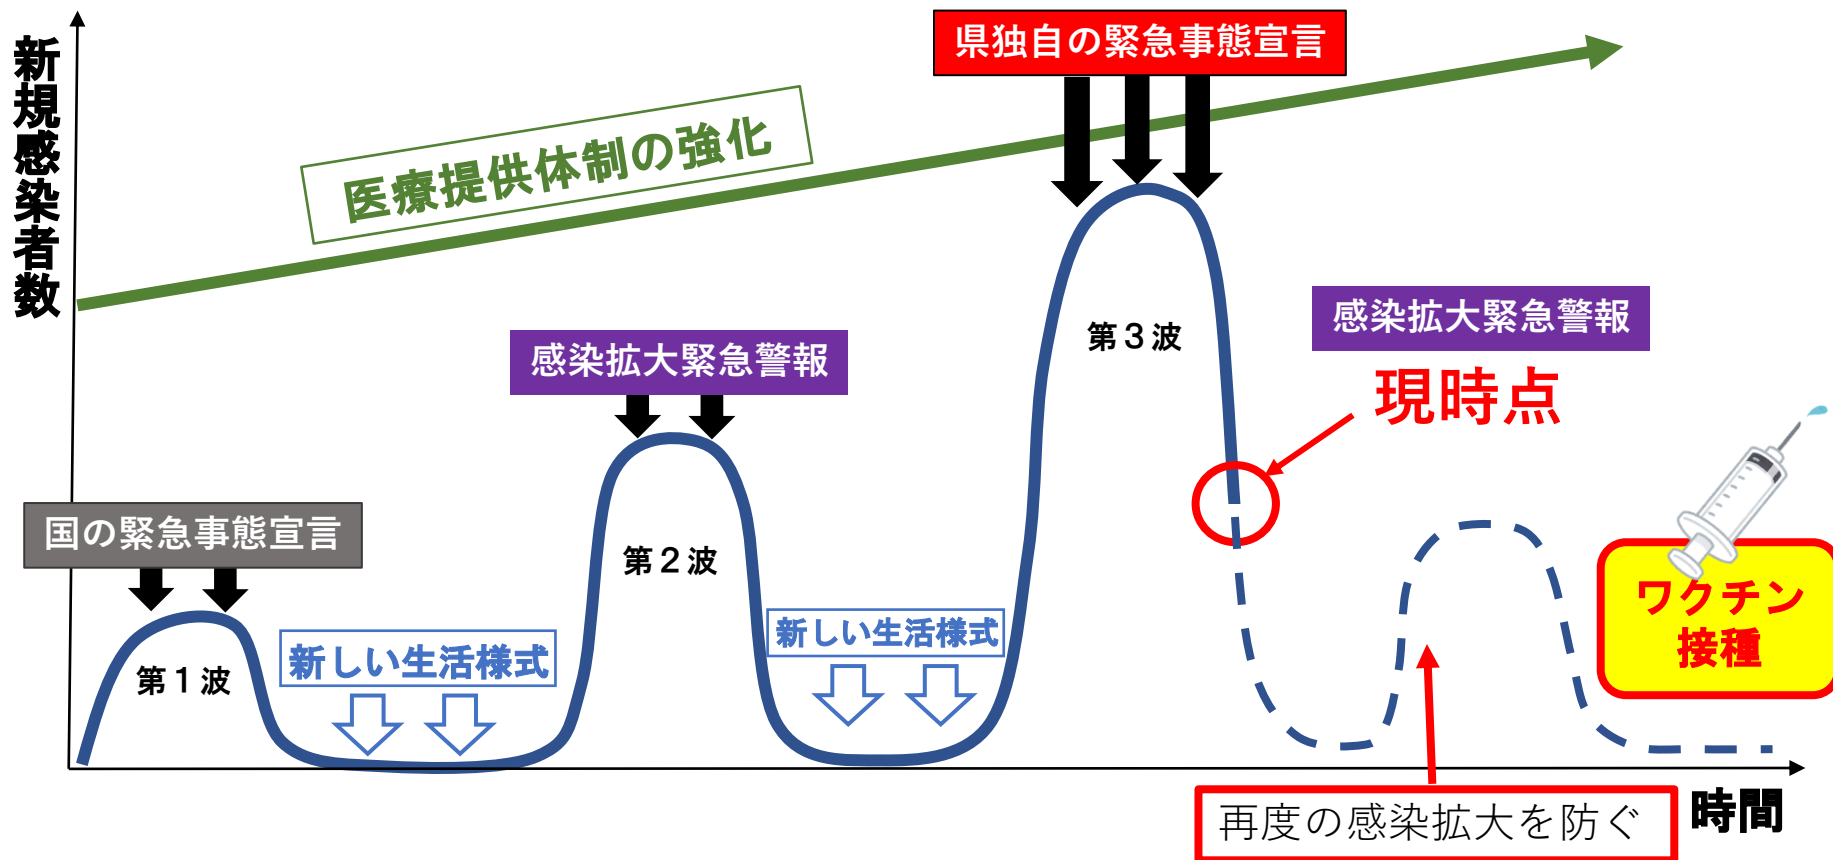 新規感染者数
県独自の緊急事態宣言
医療提供体制の強化
感染拡大緊急警報
第３波
感染拡大緊急警報
現時点
国の緊急事態宣言
第２波
ワクチン
接種
第１波
新しい生活様式
新しい生活様式
再度の感染拡大を防ぐ
時間